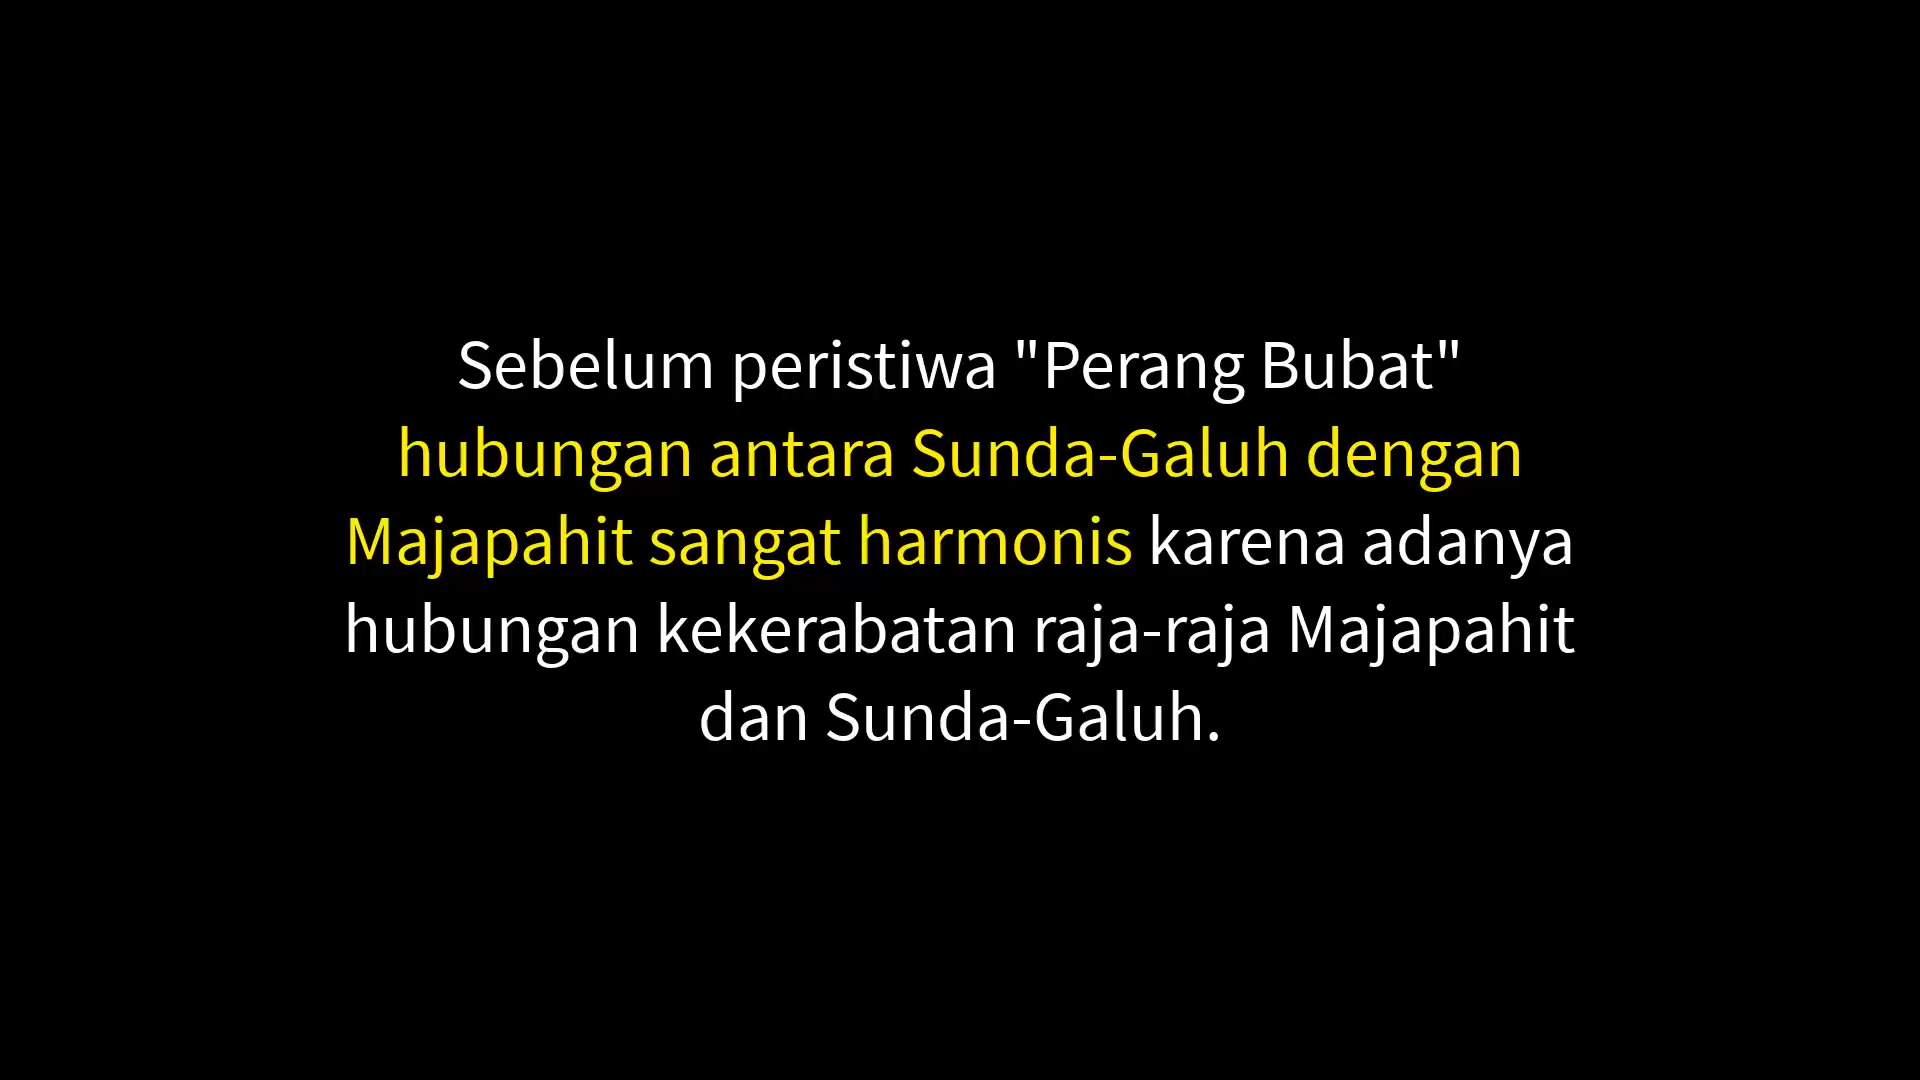 Sebelum peristiwa "Perang Bubat"
hubungan antara Sunda-Galuh dengan
Majapahit sangat harmonis karena adanya
hubungan kekerabatan raja-raja Majapahit
dan Sunda-Galuh.